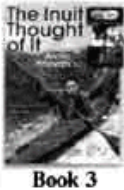 The Inuit
Thought
of It
Book 3